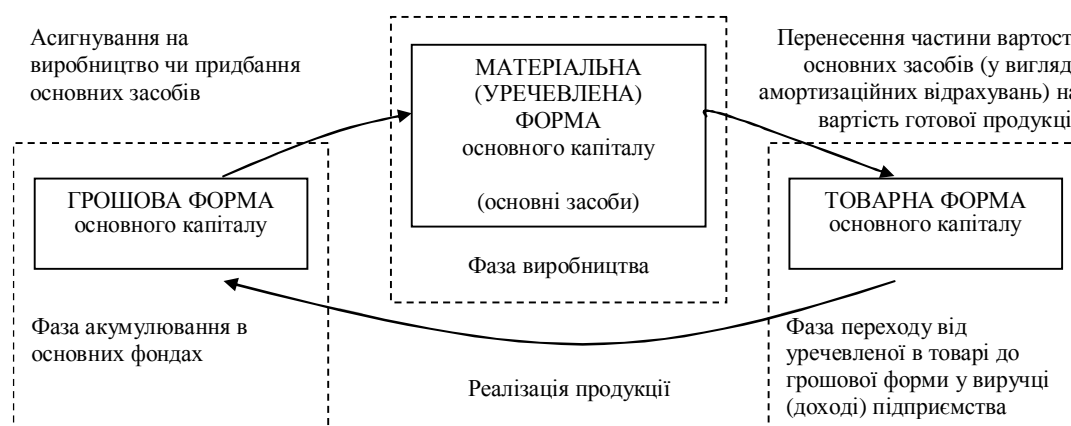 Асигнування на
виробництво чи придбання
основних засобів
МАТЕРІАЛЬНА
(УРЕЧЕВЛЕНА)
ФОРМА
основного капіталу
(основні засоби)
Фаза виробництва
Перенесення частини вартост
основних засобів (у вигляд
амортизаційних відрахувань) на
вартість готової продукці
ГРОШОВА ФОРМА
основного капіталу
ТОВАРНА ФОРМА
основного капіталу
Фаза акумулювання в
основних фондах
Реалізація продукції
Фаза переходу від
уречевленої в товарі до
грошової форми у виручці
(доході) підприємства